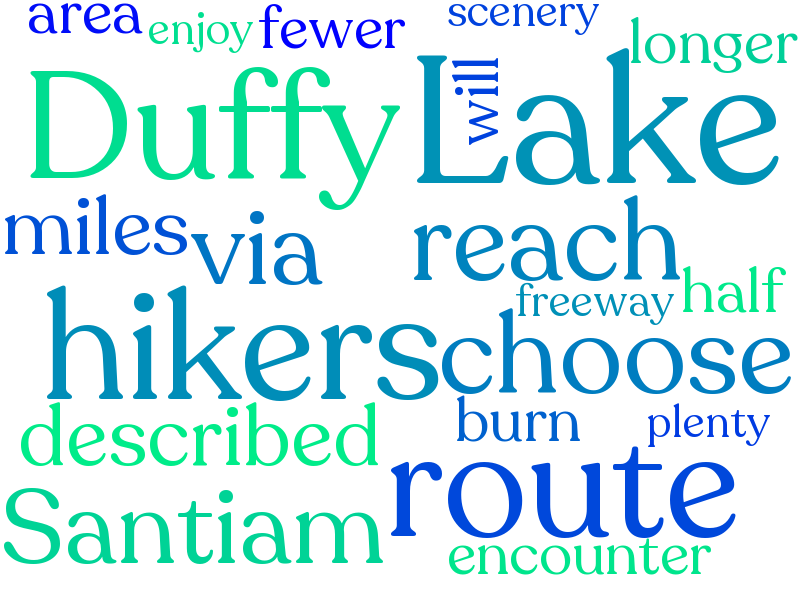 area
enjoy
fewer
scenery
longer
Duffy
Lake
will
miles
via
reach
half
freeway
hikers
choose
described
burn
plenty
Santiam
route
encounter